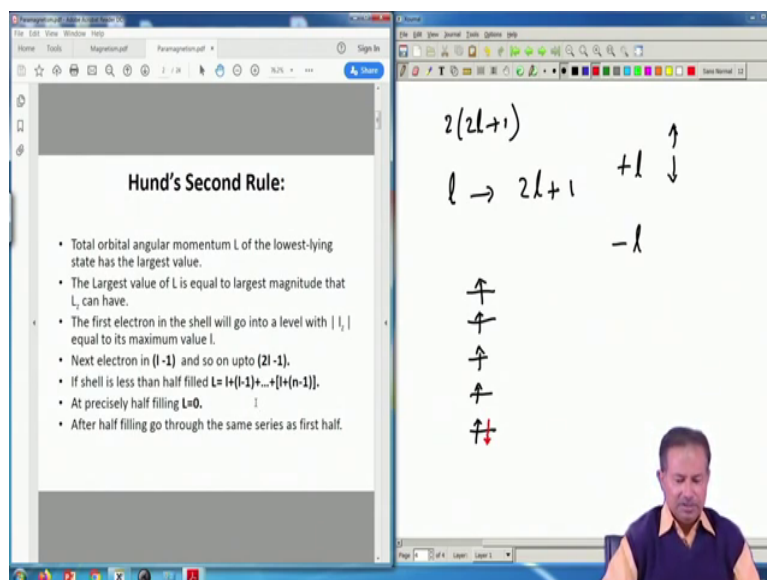 Paramagnetism.pdf - Adobe Acrobat Reader DC
File Edit View Window Help
Home Tools Magnetism.pdf Paramagnetism.pdf × Sign In
76.2% Share
Hund's Second Rule:
• Total orbital angular momentum L of the lowest-lying
state has the largest value.
• The Largest value of L is equal to largest magnitude that
L_z can have.
• The first electron in the shell will go into a level with | l_z |
equal to its maximum value l.
• Next electron in (l -1) and so on upto (2l -1).
• If shell is less than half filled L= l+(l-1)+...+[l+(n-1)].
• At precisely half filling L=0.
• After half filling go through the same series as first half.
File Edit View Journal Tools Options Help
Sans Normal 12
2(2l+1)
l → 2l+1
+l ↑ ↓
-l
Page 4 of 4 Layer: Layer 1